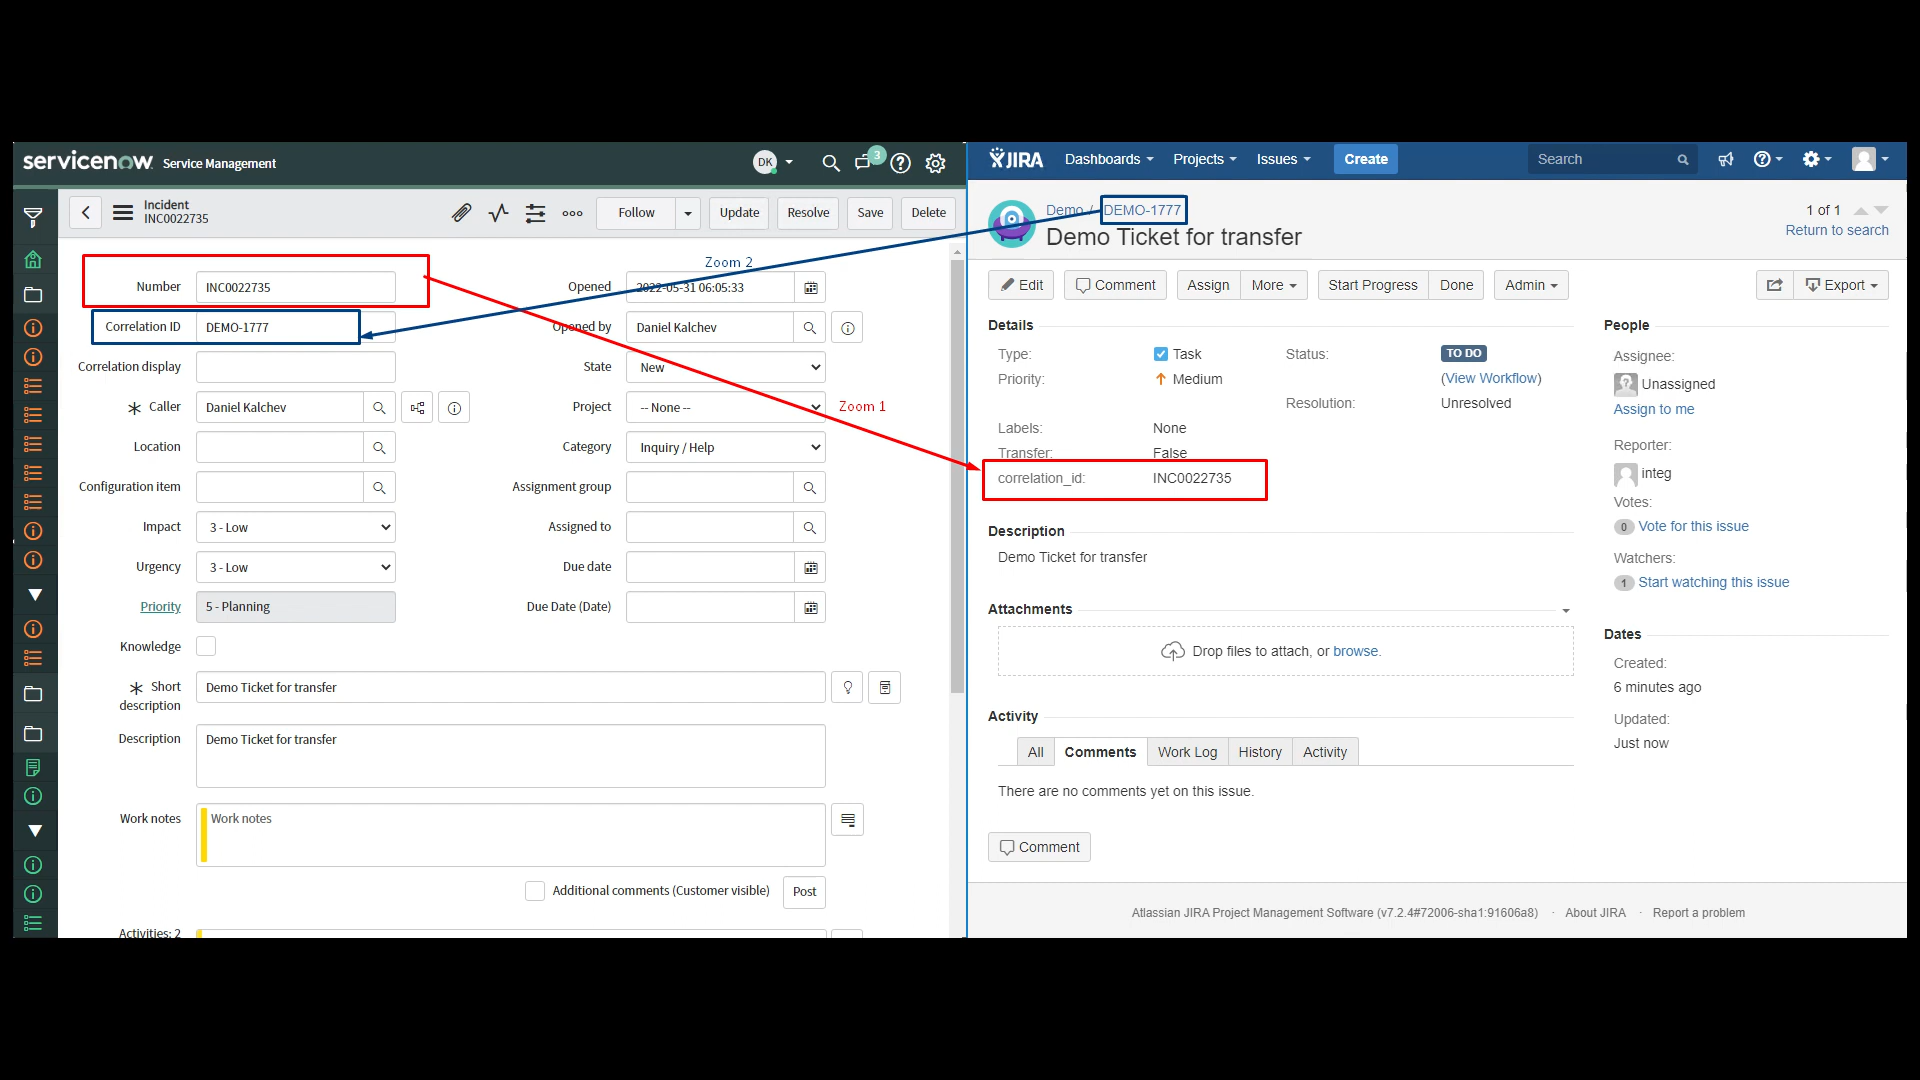 servicenow Service Management
DK
3
Incident
INC0022735
Follow
Update
Resolve
Save
Delete
Zoom 2
Number INC0022735
Correlation ID DEMO-1777
Correlation display
Caller Daniel Kalchev
Location
Configuration item
Impact 3 - Low
Urgency 3 - Low
Priority 5 - Planning
Knowledge
Opened 2022-05-31 06:05:33
Opened by Daniel Kalchev
State New
Project -- None --
Zoom 1
Category Inquiry / Help
Assignment group
Assigned to
Due date
Due Date (Date)
Short
description
Demo Ticket for transfer
Description Demo Ticket for transfer
Work notes Work notes
Additional comments (Customer visible) Post
Activities: 2
JIRA Dashboards Projects Issues Create Search
Demo / DEMO-1777
Demo Ticket for transfer
1 of 1
Return to search
Edit Comment Assign More Start Progress Done Admin Export
Details
Type: Task
Priority: Medium
Status: TO DO
(View Workflow)
Resolution: Unresolved
Labels: None
Transfer: False
correlation_id: INC0022735
Description
Demo Ticket for transfer
Attachments
Drop files to attach, or browse.
Activity
All Comments Work Log History Activity
There are no comments yet on this issue.
Comment
People
Assignee:
Unassigned
Assign to me
Reporter:
integ
Votes:
0 Vote for this issue
Watchers:
1 Start watching this issue
Dates
Created:
6 minutes ago
Updated:
Just now
Atlassian JIRA Project Management Software (v7.2.4#72006-sha1:91606a8) · About JIRA · Report a problem